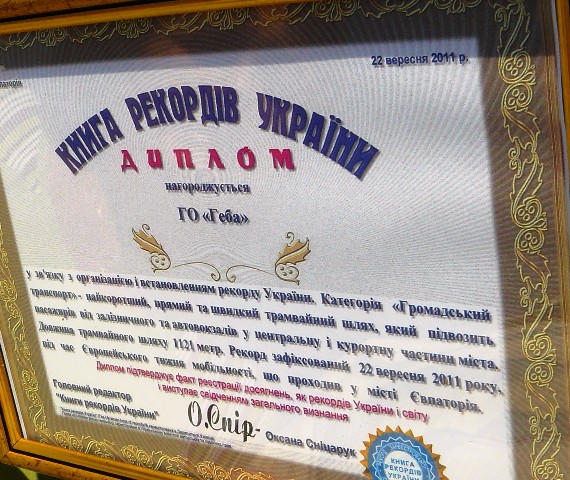 22 вересня 2011 р.
КНИГА РЕКОРДІВ УКРАЇНИ
ДИПЛОМ
нагороджується
ГО «Геба»
у зв'язку з організацією і встановленням рекорду України. Категорія «Громадський
транспорт» - найкоротший, прямий та швидкий трамвайний шлях, який підвозить
пасажирів від залізничного та автовокзалів у центральну і курортну частини міста.
Довжина трамвайного шляху 1121 метр. Рекорд зафіксований 22 вересня 2011 року.
під час Європейського тижня мобільності, що проходив у місті Євпаторія.
Диплом підтверджує факт реєстрації досягнень, як рекордів України і світу
і виступає свідченням загального визнання
Головний редактор
"Книги рекордів України"
О.Снір- Оксана Сніцарук
КНИГА
РЕКОРДІВ
УКРАЇНИ